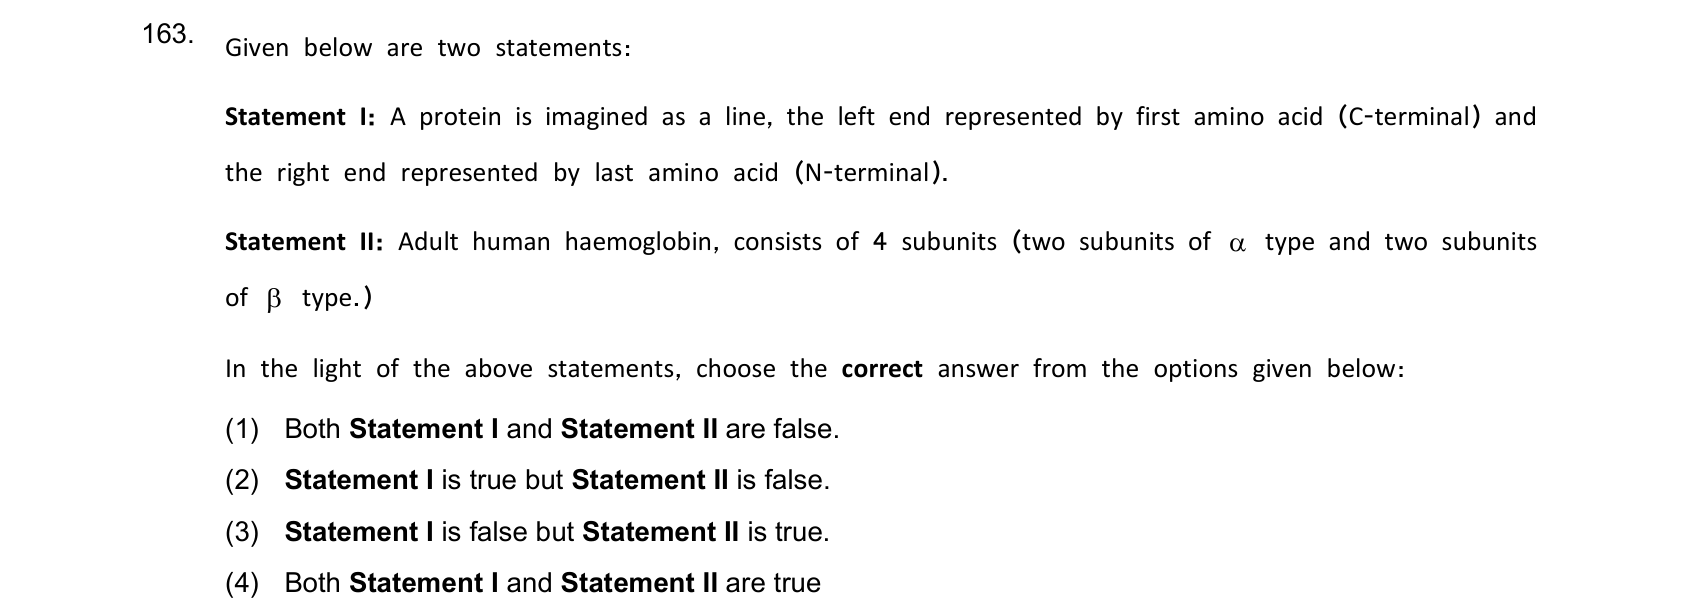 163.
Given below are two statements:
Statement I: A protein is imagined as a line, the left end represented by first amino acid (C-terminal) and
the right end represented by last amino acid (N-terminal).
Statement II: Adult human haemoglobin, consists of 4 subunits (two subunits of α type and two subunits
of β type.)
In the light of the above statements, choose the correct answer from the options given below:
(1) Both Statement I and Statement II are false.
(2) Statement I is true but Statement II is false.
(3) Statement I is false but Statement II is true.
(4) Both Statement I and Statement II are true